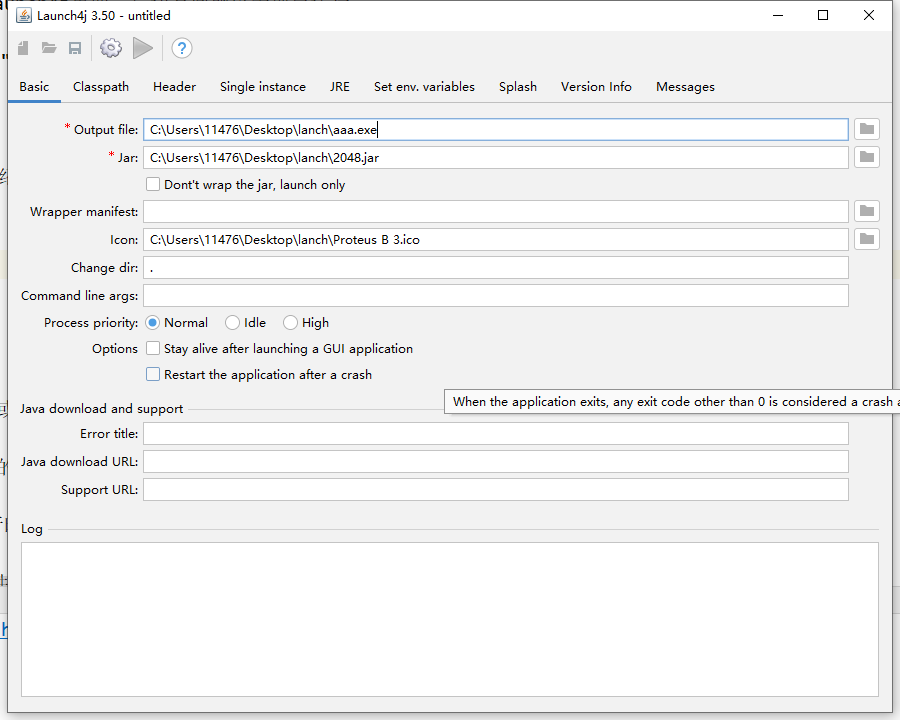 Launch4j 3.50 - untitled
Basic Classpath Header Single instance JRE Set env. variables Splash Version Info Messages
* Output file: C:\Users\11476\Desktop\lanch\aaa.exe
* Jar: C:\Users\11476\Desktop\lanch\2048.jar
Don't wrap the jar, launch only
Wrapper manifest:
Icon: C:\Users\11476\Desktop\lanch\Proteus B 3.ico
Change dir: .
Command line args:
Process priority: Normal Idle High
Options Stay alive after launching a GUI application
Restart the application after a crash
When the application exits, any exit code other than 0 is considered a crash a
Java download and support
Error title:
Java download URL:
Support URL:
Log